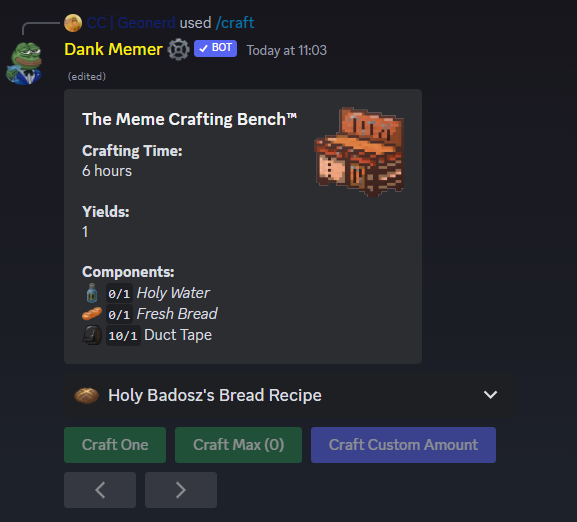 CC | Geonerd used /craft
Dank Memer ✓ BOT Today at 11:03
(edited)
The Meme Crafting Bench™
Crafting Time:
6 hours
Yields:
1
Components:
0/1 Holy Water
0/1 Fresh Bread
10/1 Duct Tape
Holy Badosz's Bread Recipe
Craft One Craft Max (0) Craft Custom Amount